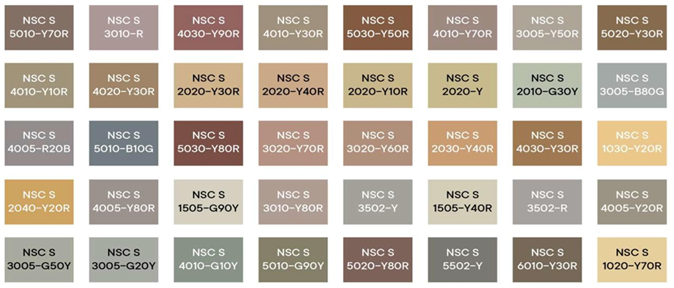 NSC S
5010-Y70R
NSC S
3010-R
NSC S
4030-Y90R
NSC S
4010-Y30R
NSC S
5030-Y50R
NSC S
4010-Y70R
NSC S
3005-Y50R
NSC S
5020-Y30R
NSC S
4010-Y10R
NSC S
4020-Y30R
NSC S
2020-Y30R
NSC S
2020-Y40R
NSC S
2020-Y10R
NSC S
2020-Y
NSC S
2010-G30Y
NSC S
3005-B80G
NSC S
4005-R20B
NSC S
5010-B10G
NSC S
5030-Y80R
NSC S
3020-Y70R
NSC S
3020-Y60R
NSC S
2030-Y40R
NSC S
4030-Y30R
NSC S
1030-Y20R
NSC S
2040-Y20R
NSC S
4005-Y80R
NSC S
1505-G90Y
NSC S
3010-Y80R
NSC S
3502-Y
NSC S
1505-Y40R
NSC S
3502-R
NSC S
4005-Y20R
NSC S
3005-G50Y
NSC S
3005-G20Y
NSC S
4010-G10Y
NSC S
5010-G90Y
NSC S
5020-Y80R
NSC S
5502-Y
NSC S
6010-Y30R
NSC S
1020-Y70R